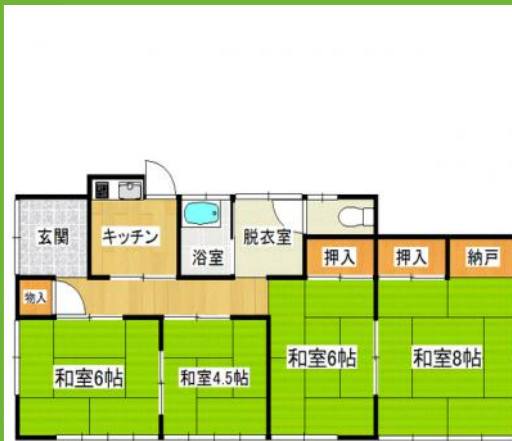 玄関
キッチン
浴室
脱衣室
押入
押入
納戸
物入
和室6帖
和室4.5帖
和室6帖
和室8帖